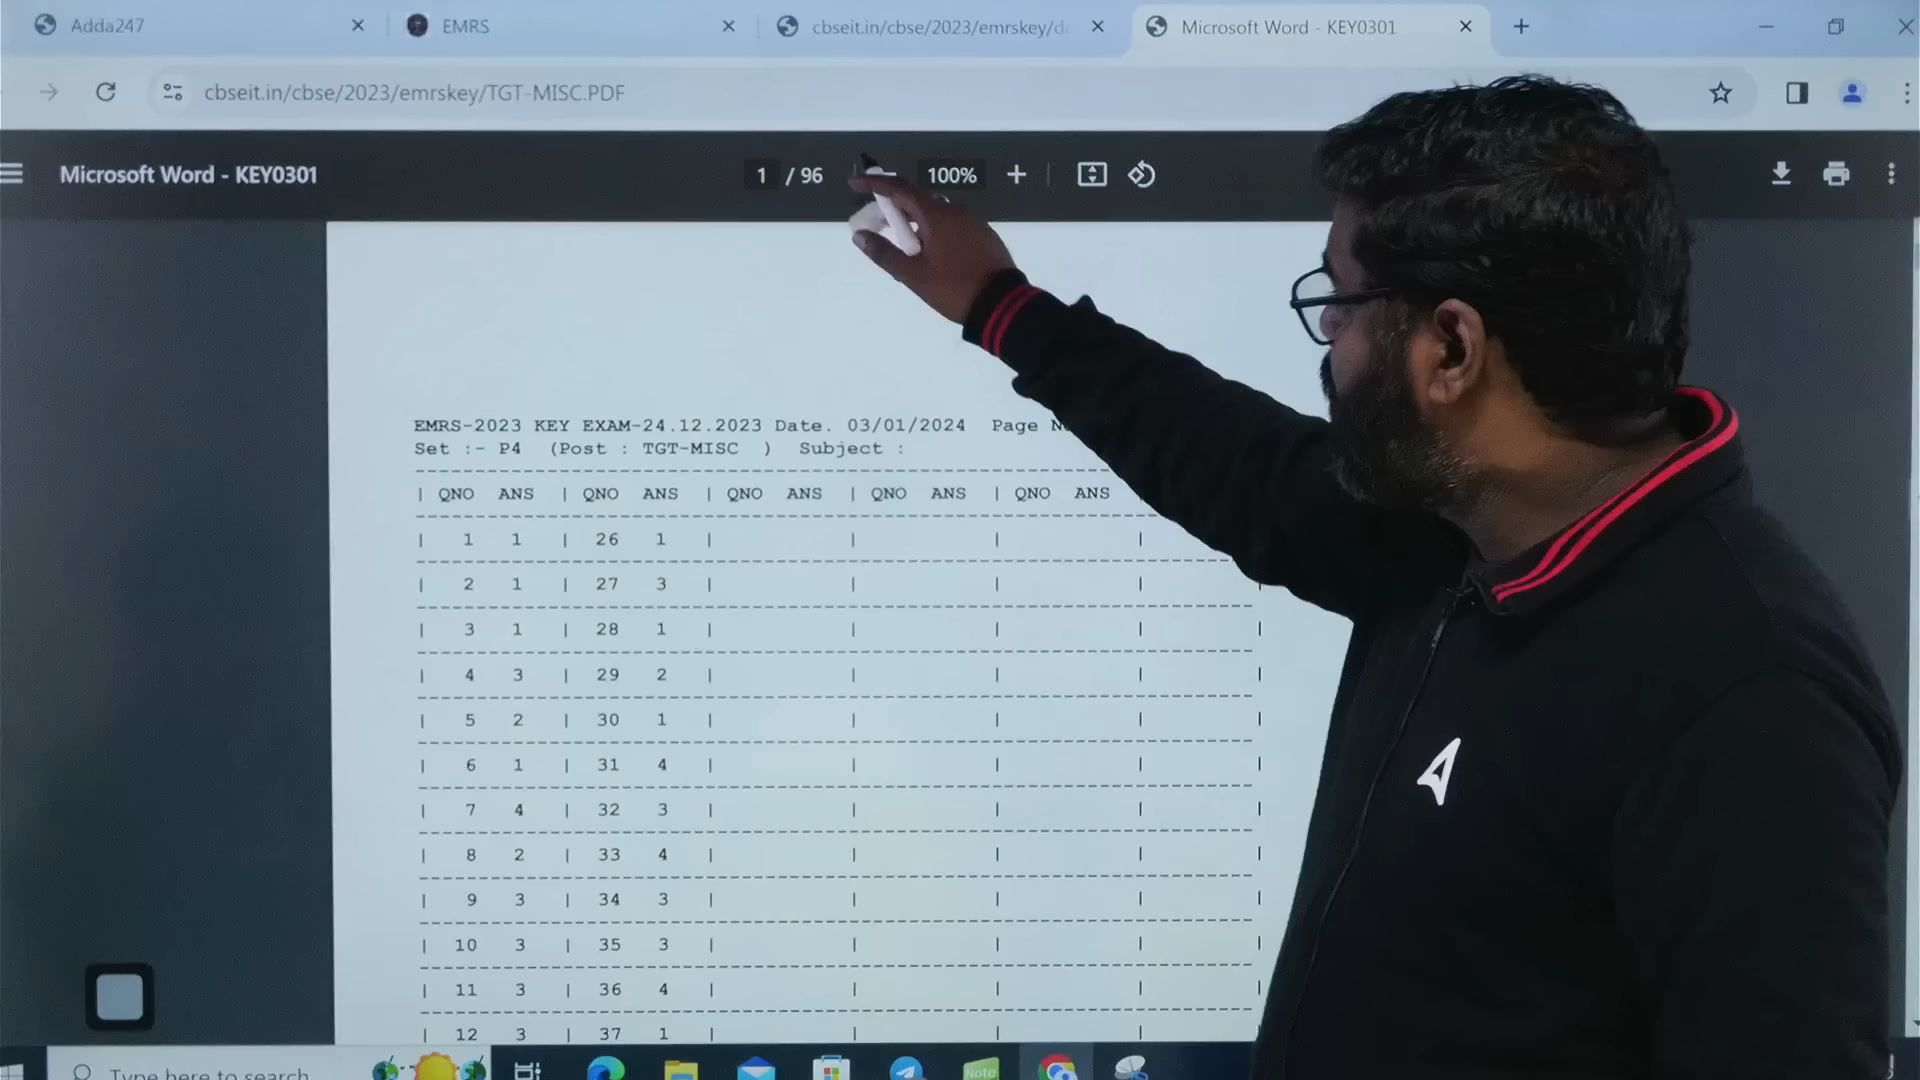 Adda247
EMRS
cbseit.in/cbse/2023/emrskey/d
Microsoft Word - KEY0301
cbseit.in/cbse/2023/emrskey/TGT-MISC.PDF
Microsoft Word - KEY0301
1 / 96
100%
EMRS-2023 KEY EXAM-24.12.2023 Date. 03/01/2024 Page
Set :- P4 (Post : TGT-MISC ) Subject :
| QNO ANS | QNO ANS | QNO ANS | QNO ANS | QNO ANS
| 1 1 | 26 1 | | | |
| 2 1 | 27 3 | | | | |
| 3 1 | 28 1 | | | | |
| 4 3 | 29 2 | | | | |
| 5 2 | 30 1 | | | | |
| 6 1 | 31 4 | | | | |
| 7 4 | 32 3 | | | | |
| 8 2 | 33 4 | | | | |
| 9 3 | 34 3 | | | | |
| 10 3 | 35 3 | | | | |
| 11 3 | 36 4 | | | | |
| 12 3 | 37 1 | | | | |
Type here to search
Note